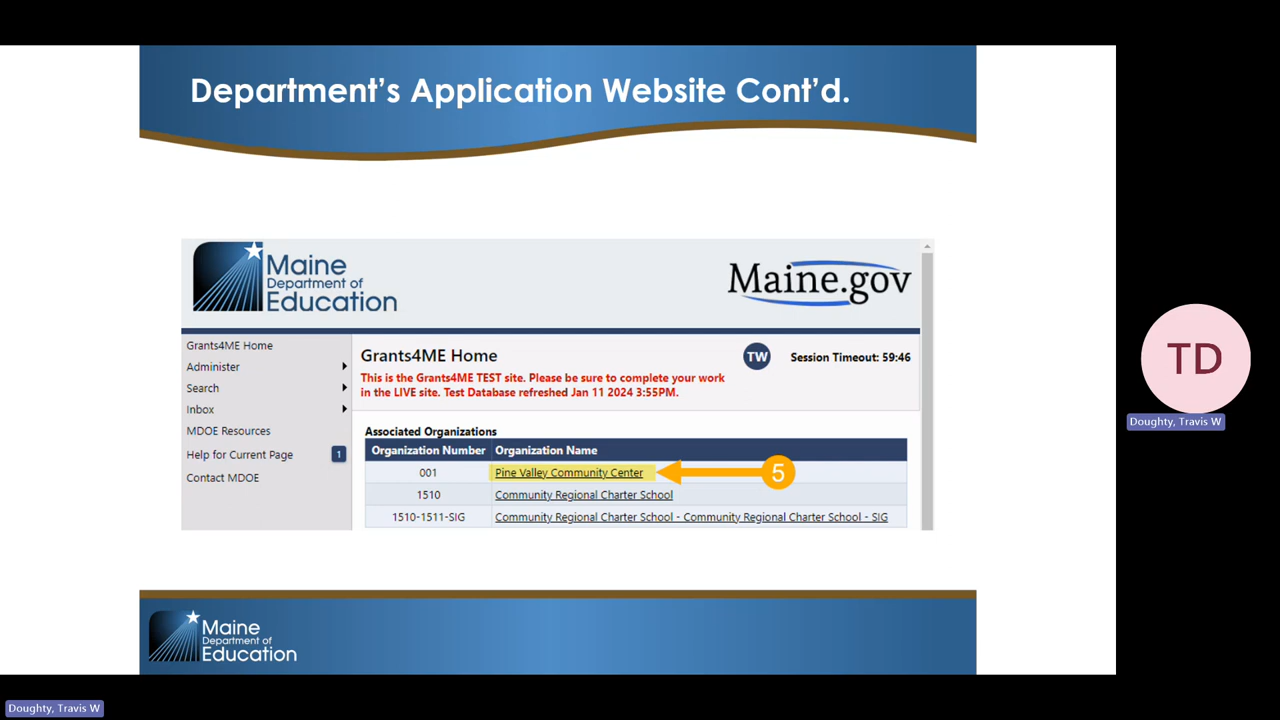 Department’s Application Website Cont’d.
Maine
Department of
Education
Maine.gov
Grants4ME Home
Administer
Search
Inbox
MDOE Resources
Help for Current Page 1
Contact MDOE
Grants4ME Home
TW
Session Timeout: 59:46
This is the Grants4ME TEST site. Please be sure to complete your work
in the LIVE site. Test Database refreshed Jan 11 2024 3:55PM.
Associated Organizations
Organization Number Organization Name
001 Pine Valley Community Center 5
1510 Community Regional Charter School
1510-1511-SIG Community Regional Charter School - Community Regional Charter School - SIG
TD
Doughty, Travis W
Maine
Department of
Education
Doughty, Travis W